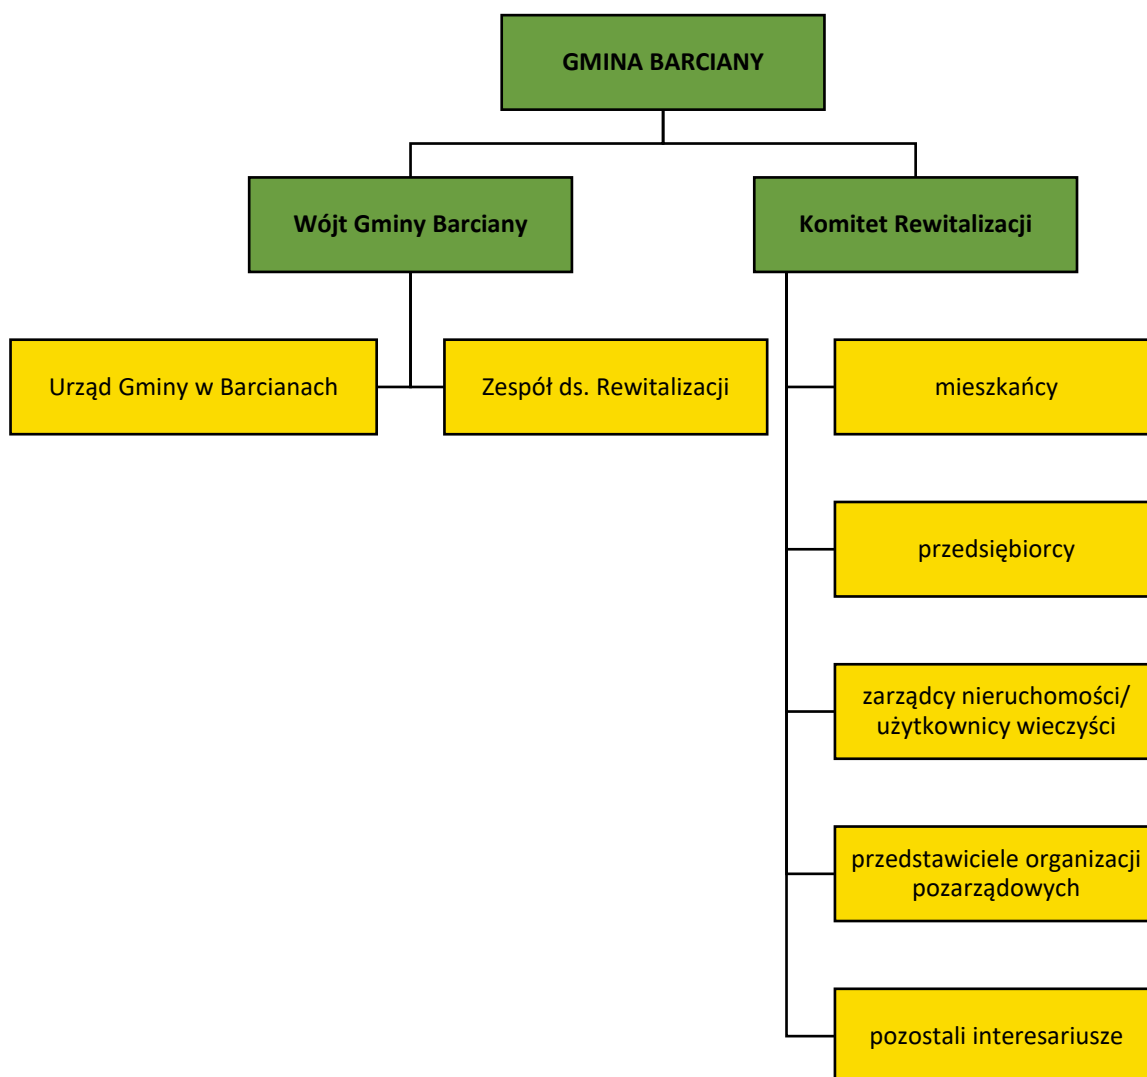 GMINA BARCIANY
Wójt Gminy Barciany
Komitet Rewitalizacji
Urząd Gminy w Barcianach
Zespół ds. Rewitalizacji
mieszkańcy
przedsiębiorcy
zarządcy nieruchomości/
użytkownicy wieczyści
przedstawiciele organizacji
pozarządowych
pozostali interesariusze